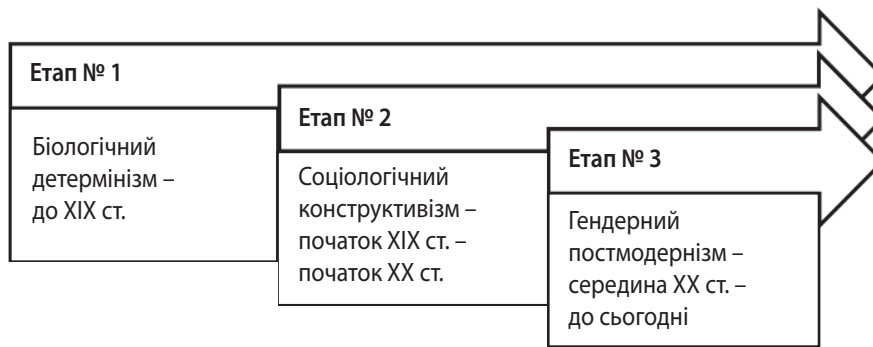 Етап № 1
Біологічний
детермінізм –
до XIX ст.
Етап № 2
Соціологічний
конструктивізм –
початок XIX ст. –
початок XX ст.
Етап № 3
Гендерний
постмодернізм –
середина XX ст. –
до сьогодні